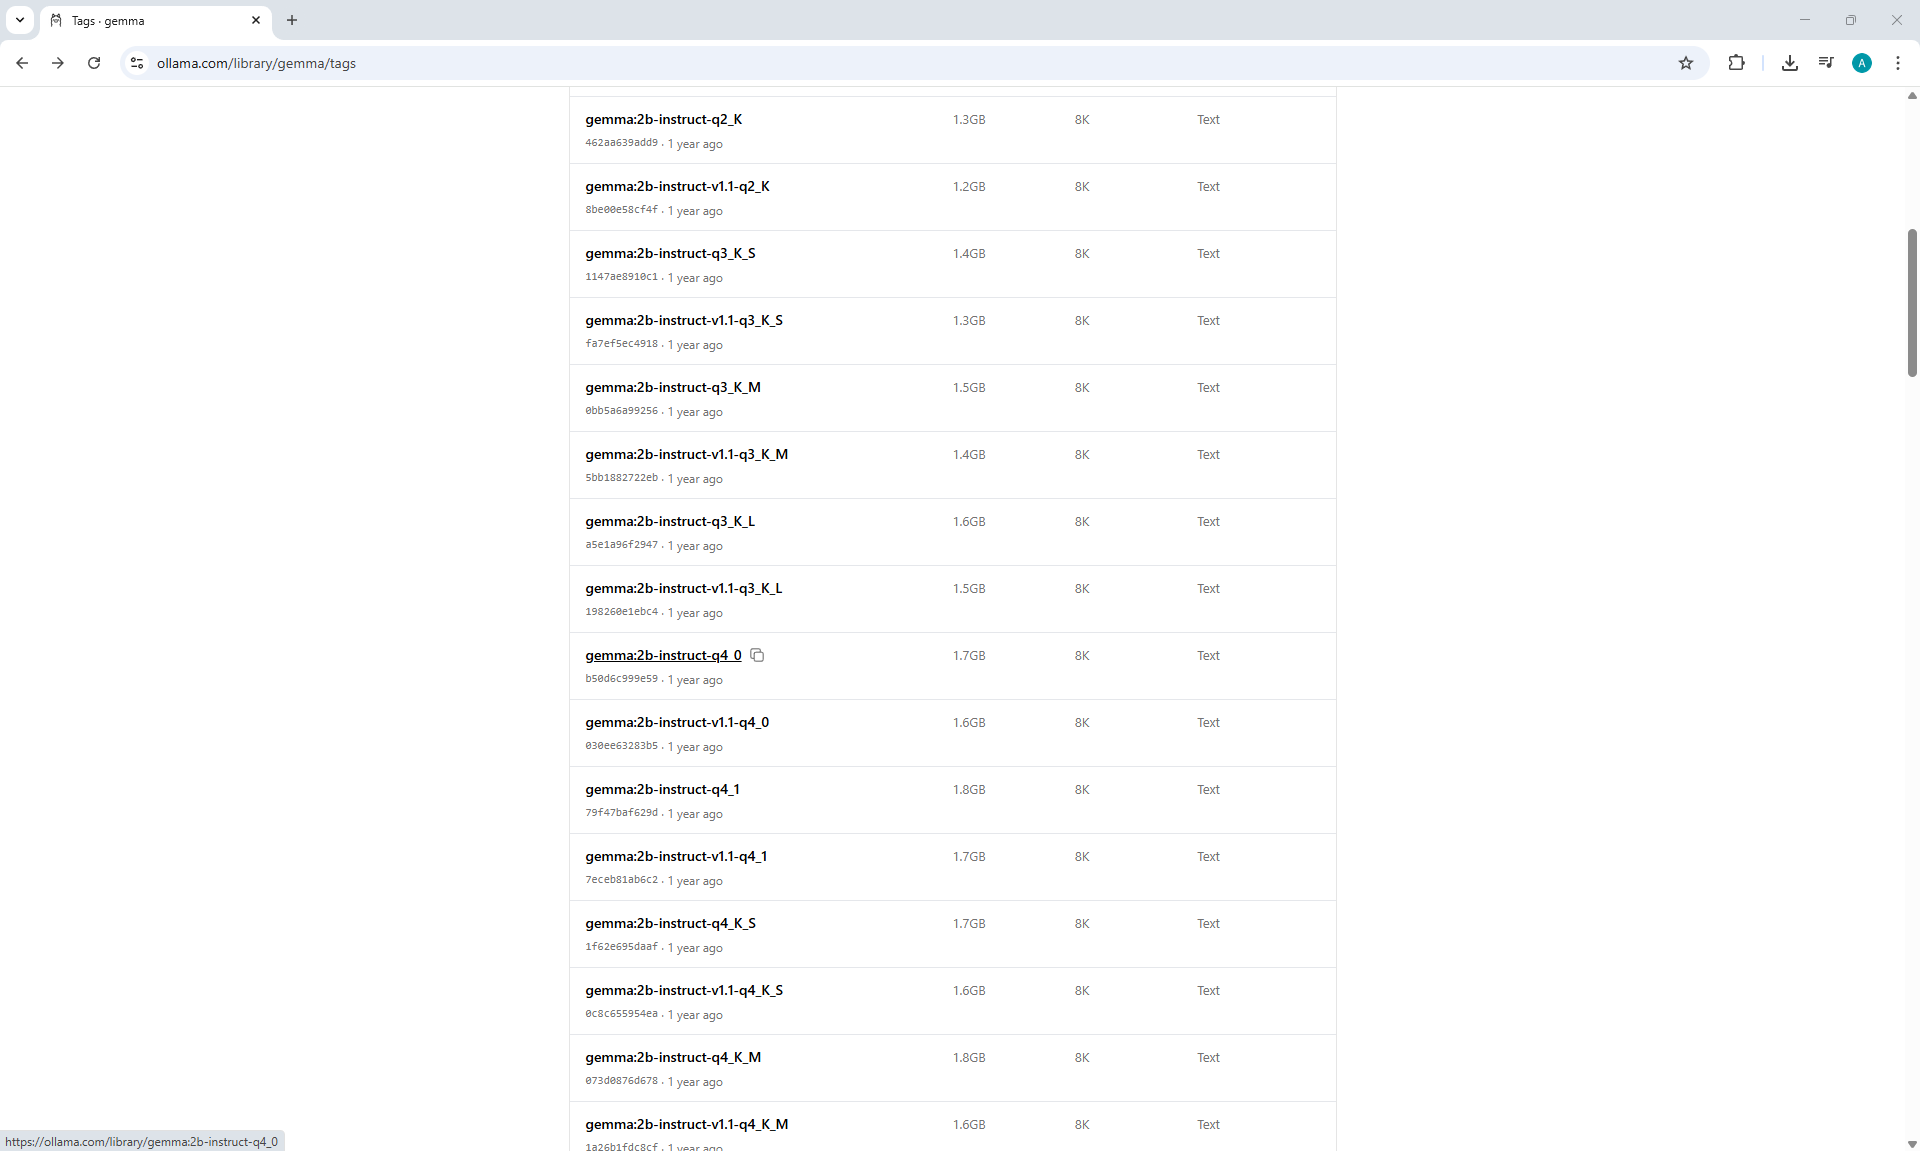 Tags · gemma
ollama.com/library/gemma/tags
A
gemma:2b-instruct-q2_K 1.3GB 8K Text
462aa639add9 · 1 year ago
gemma:2b-instruct-v1.1-q2_K 1.2GB 8K Text
8be00e58cf4f · 1 year ago
gemma:2b-instruct-q3_K_S 1.4GB 8K Text
1147ae8910c1 · 1 year ago
gemma:2b-instruct-v1.1-q3_K_S 1.3GB 8K Text
fa7ef5ec4918 · 1 year ago
gemma:2b-instruct-q3_K_M 1.5GB 8K Text
0bb5a6a99256 · 1 year ago
gemma:2b-instruct-v1.1-q3_K_M 1.4GB 8K Text
5bb1882722eb · 1 year ago
gemma:2b-instruct-q3_K_L 1.6GB 8K Text
a5e1a96f2947 · 1 year ago
gemma:2b-instruct-v1.1-q3_K_L 1.5GB 8K Text
198260e1ebc4 · 1 year ago
gemma:2b-instruct-q4_0 1.7GB 8K Text
b50d6c999e59 · 1 year ago
gemma:2b-instruct-v1.1-q4_0 1.6GB 8K Text
030ee63283b5 · 1 year ago
gemma:2b-instruct-q4_1 1.8GB 8K Text
79f47baf629d · 1 year ago
gemma:2b-instruct-v1.1-q4_1 1.7GB 8K Text
7eceb81ab6c2 · 1 year ago
gemma:2b-instruct-q4_K_S 1.7GB 8K Text
1f62e695daaf · 1 year ago
gemma:2b-instruct-v1.1-q4_K_S 1.6GB 8K Text
0c8c655954ea · 1 year ago
gemma:2b-instruct-q4_K_M 1.8GB 8K Text
073d0876d678 · 1 year ago
gemma:2b-instruct-v1.1-q4_K_M 1.6GB 8K Text
1a26b1fdc8cf · 1 year ago
https://ollama.com/library/gemma:2b-instruct-q4_0